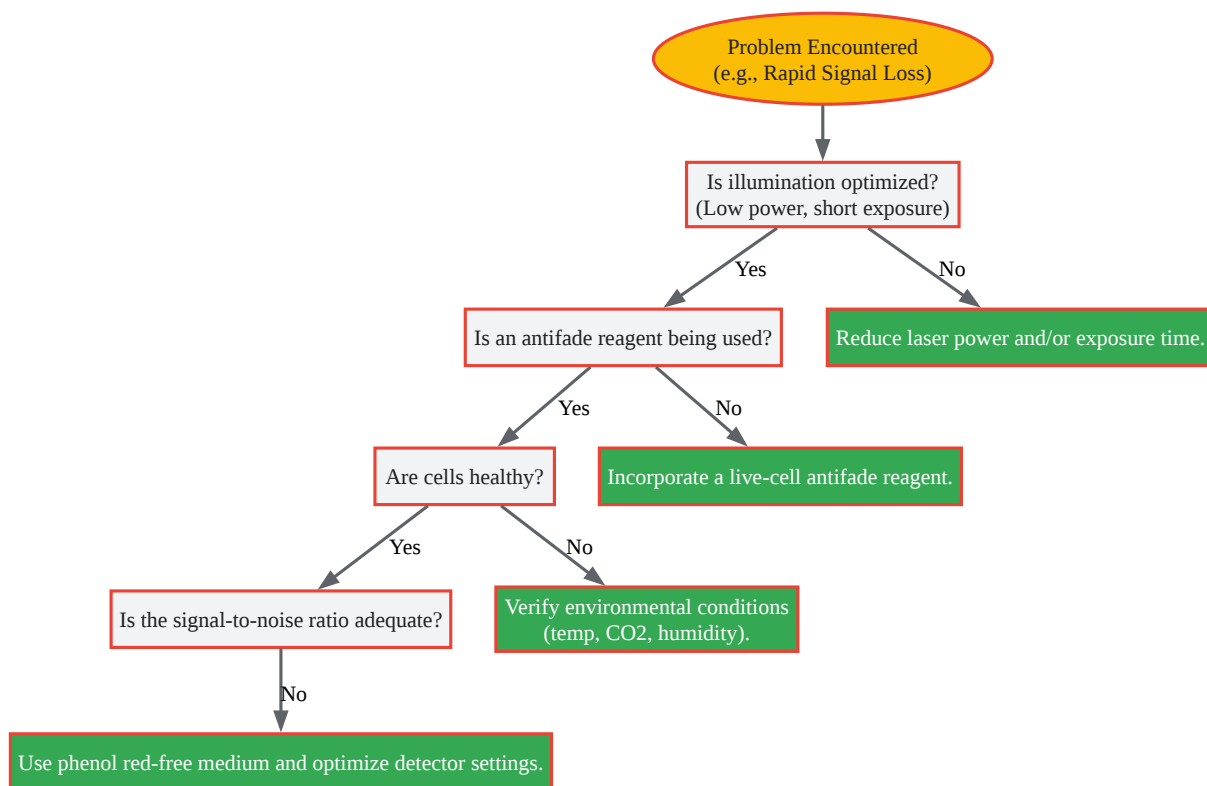 Problem Encountered
(e.g., Rapid Signal Loss)
Is illumination optimized?
(Low power, short exposure)
Yes
No
Is an antifade reagent being used?
Reduce laser power and/or exposure time.
Yes
No
Are cells healthy?
Incorporate a live-cell antifade reagent.
Yes
No
Is the signal-to-noise ratio adequate?
Verify environmental conditions
(temp, CO2, humidity).
No
Use phenol red-free medium and optimize detector settings.